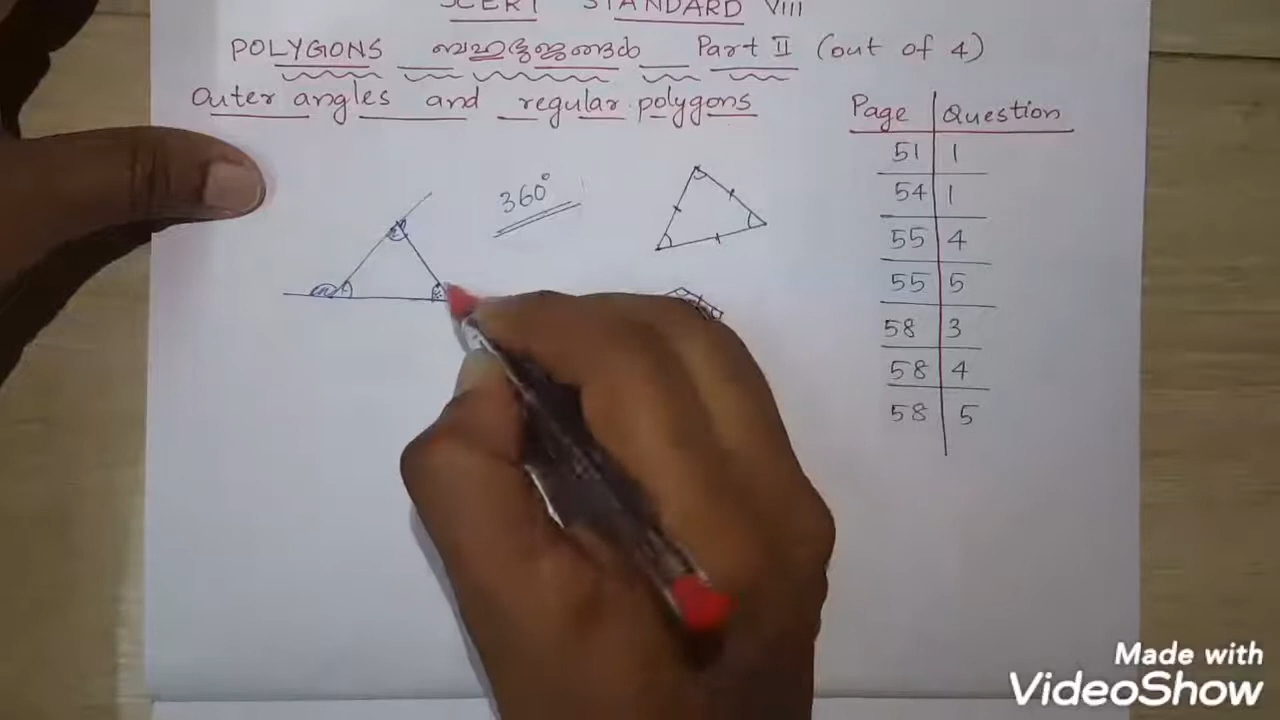 SCERT STANDARD VIII
POLYGONS ബഹുഭുജങ്ങൾ Part II (out of 4)
Outer angles and regular polygons
Page Question
51 1
54 1
55 4
55 5
58 3
58 4
58 5
360°
Made with
VideoShow